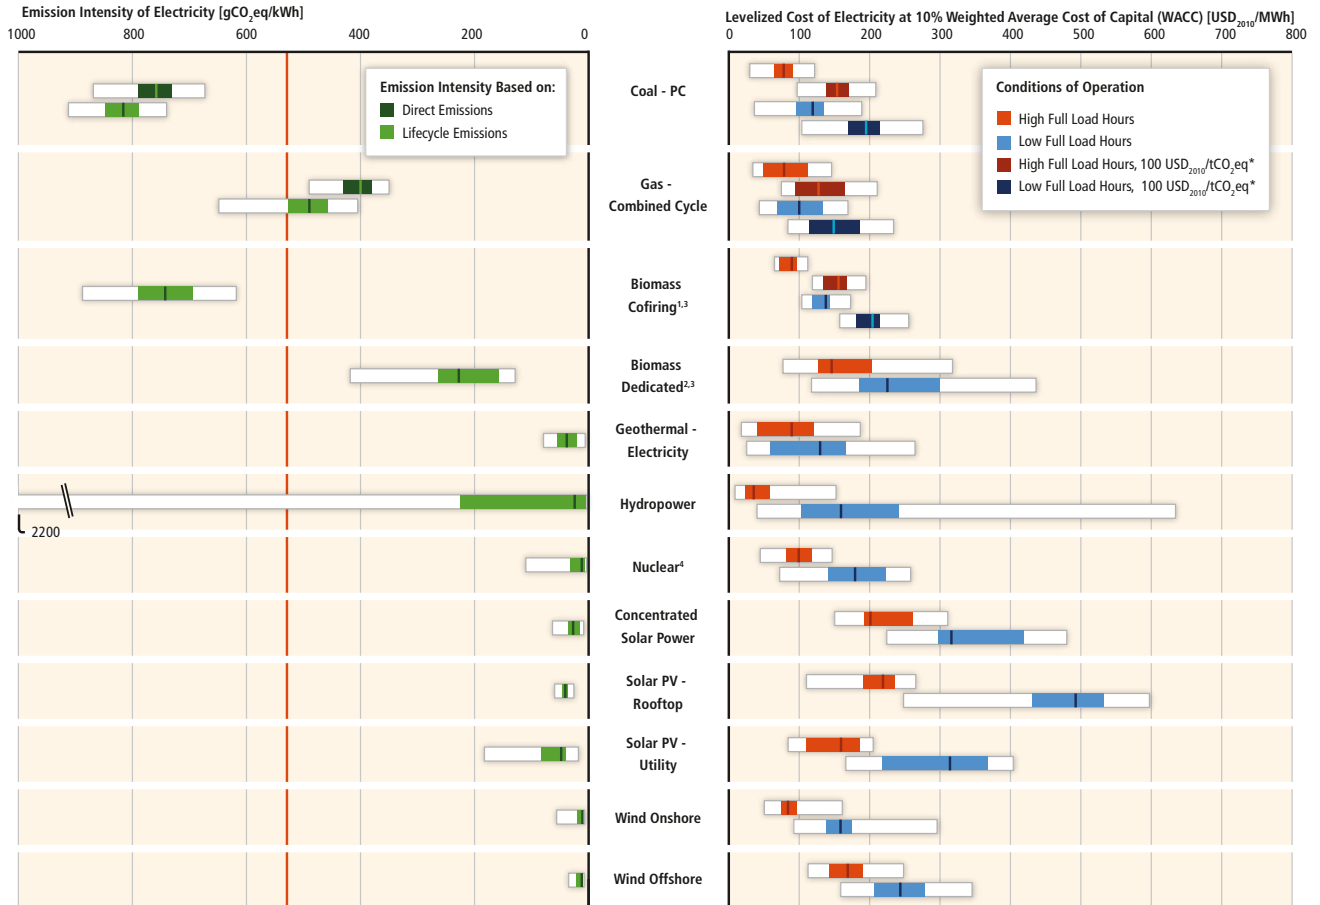 Emission Intensity of Electricity [gCO2eq/kWh]
Levelized Cost of Electricity at 10% Weighted Average Cost of Capital (WACC) [USD2010/MWh]
1000 800 600 400 200 0
0 100 200 300 400 500 600 700 800
Emission Intensity Based on:
Direct Emissions
Lifecycle Emissions
Conditions of Operation
High Full Load Hours
Low Full Load Hours
High Full Load Hours, 100 USD2010/tCO2eq*
Low Full Load Hours, 100 USD2010/tCO2eq*
Coal - PC
Gas -
Combined Cycle
Biomass
Cofiring1,3
Biomass
Dedicated2,3
Geothermal -
Electricity
Hydropower
2200
Nuclear4
Concentrated
Solar Power
Solar PV -
Rooftop
Solar PV -
Utility
Wind Onshore
Wind Offshore